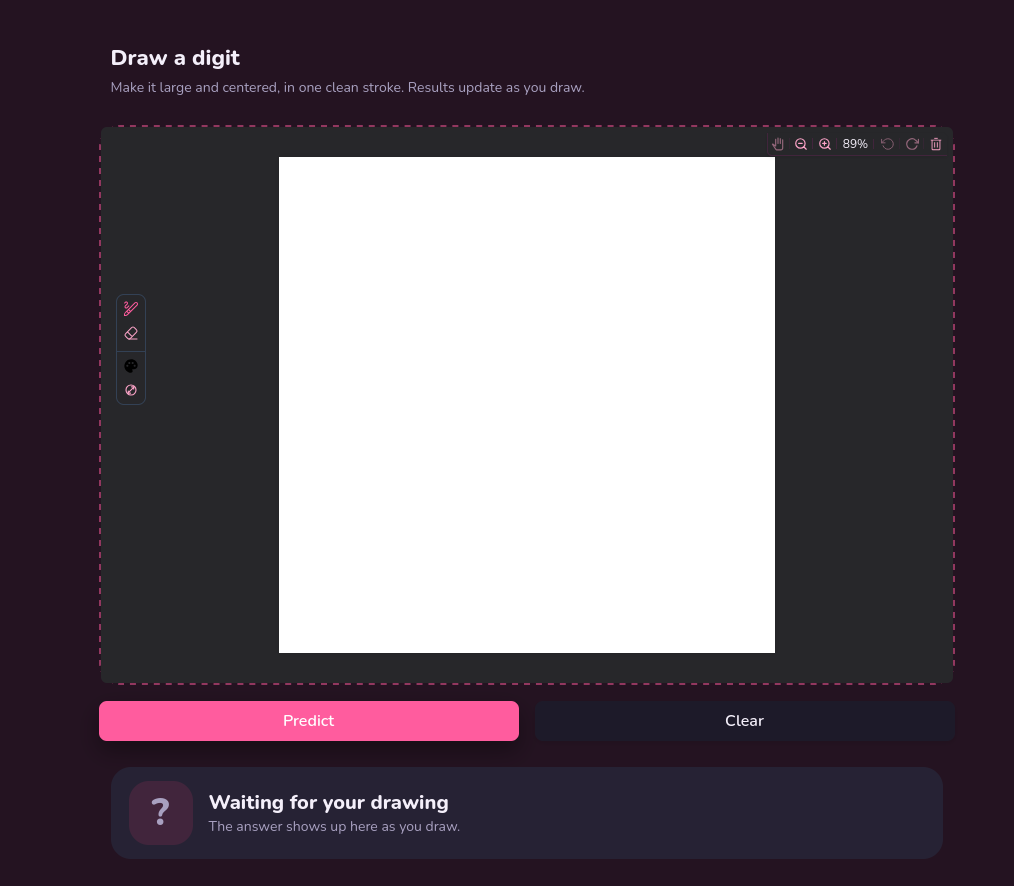 Draw a digit
Make it large and centered, in one clean stroke. Results update as you draw.
89%
Predict
Clear
?
Waiting for your drawing
The answer shows up here as you draw.